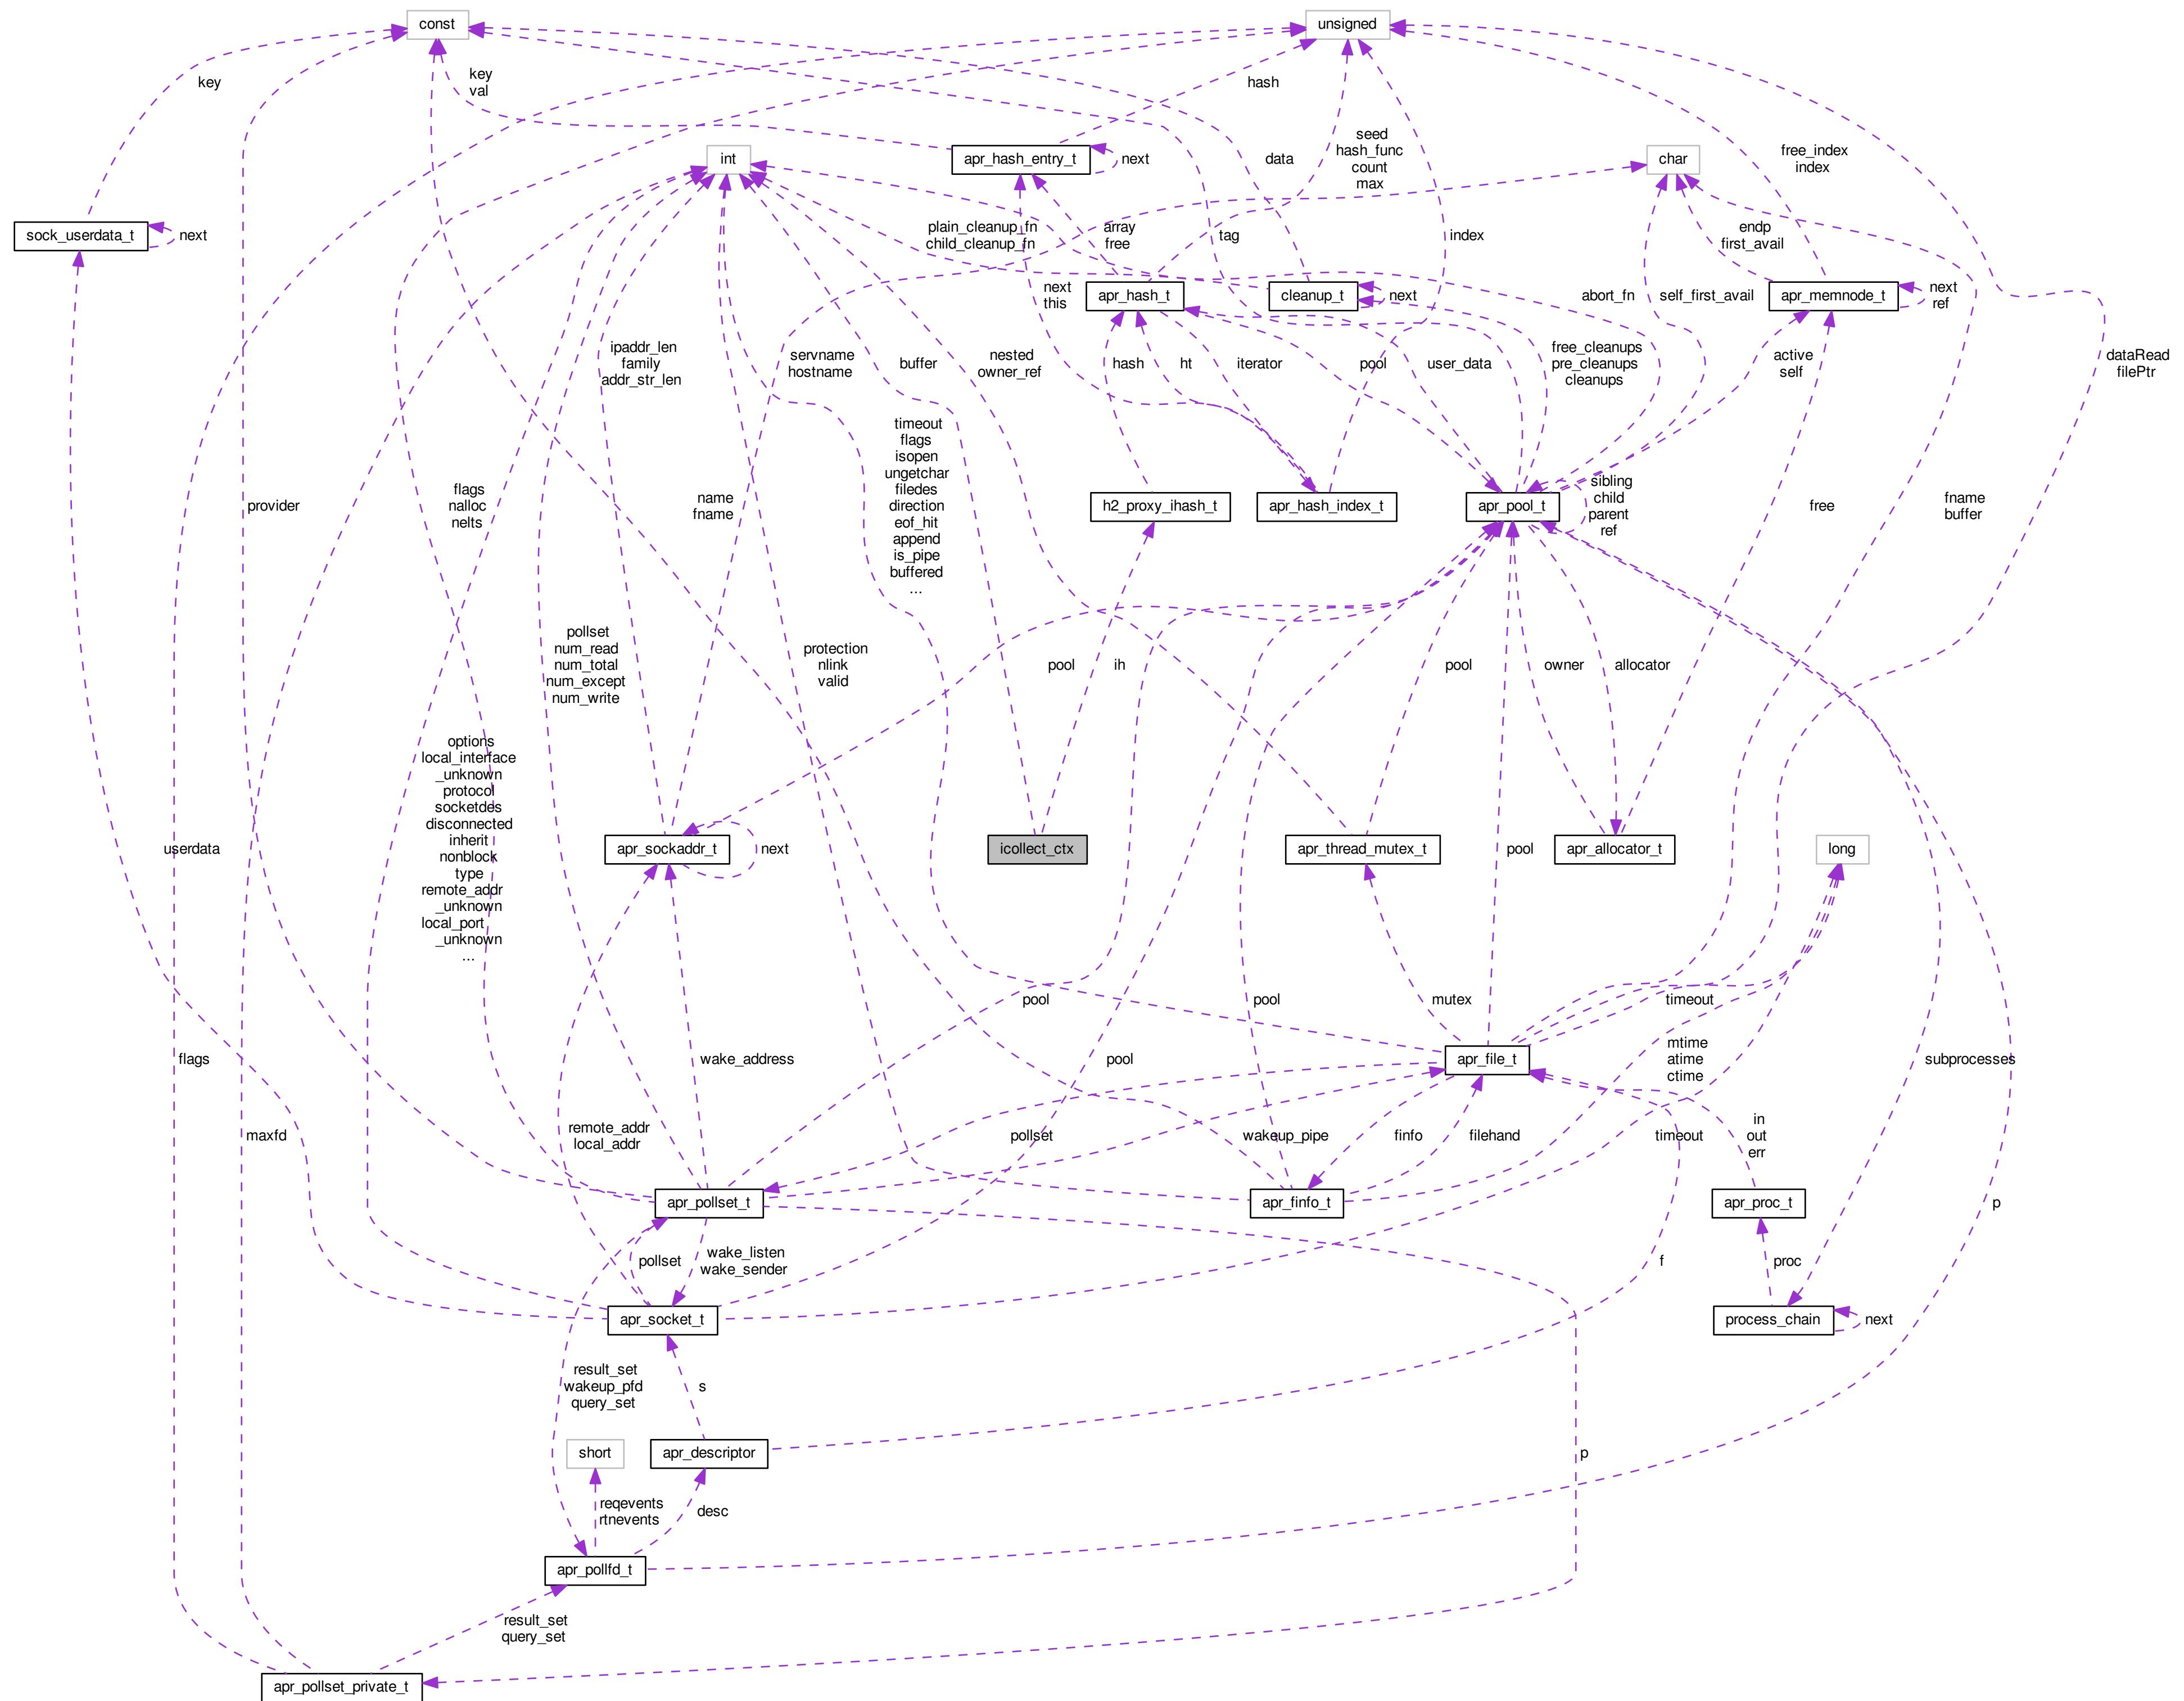 const
unsigned
key
key
val
hash
int
apr_hash_entry_t
next
data
seed
hash_func
count
max
char
free_index
index
sock_userdata_t
next
plain_cleanup_fn
child_cleanup_fn
array
free
tag
index
endp
first_avail
next
this
apr_hash_t
cleanup_t
next
abort_fn
self_first_avail
apr_memnode_t
next
ref
ipaddr_len
family
addr_str_len
servname
hostname
buffer
nested
owner_ref
hash
ht
iterator
pool
user_data
free_cleanups
pre_cleanups
cleanups
active
self
dataRead
filePtr
provider
flags
nalloc
nelts
name
fname
timeout
flags
isopen
ungetchar
filedes
direction
eof_hit
append
is_pipe
buffered
...
h2_proxy_ihash_t
apr_hash_index_t
apr_pool_t
sibling
child
parent
ref
free
fname
buffer
pollset
num_read
num_total
num_except
num_write
protection
nlink
valid
pool
ih
pool
owner
allocator
options
local_interface
_unknown
protocol
socketdes
disconnected
inherit
nonblock
type
remote_addr
_unknown
local_port
_unknown
...
userdata
apr_sockaddr_t
next
icollect_ctx
apr_thread_mutex_t
pool
apr_allocator_t
long
pool
pool
mutex
timeout
flags
wake_address
pool
apr_file_t
mtime
atime
ctime
subprocesses
maxfd
remote_addr
local_addr
pollset
wakeup_pipe
finfo
filehand
timeout
in
out
err
apr_pollset_t
apr_finfo_t
apr_proc_t
p
pollset
wake_listen
wake_sender
f
proc
apr_socket_t
process_chain
next
result_set
wakeup_pfd
query_set
s
short
apr_descriptor
p
reqevents
rtnevents
desc
apr_pollfd_t
result_set
query_set
apr_pollset_private_t